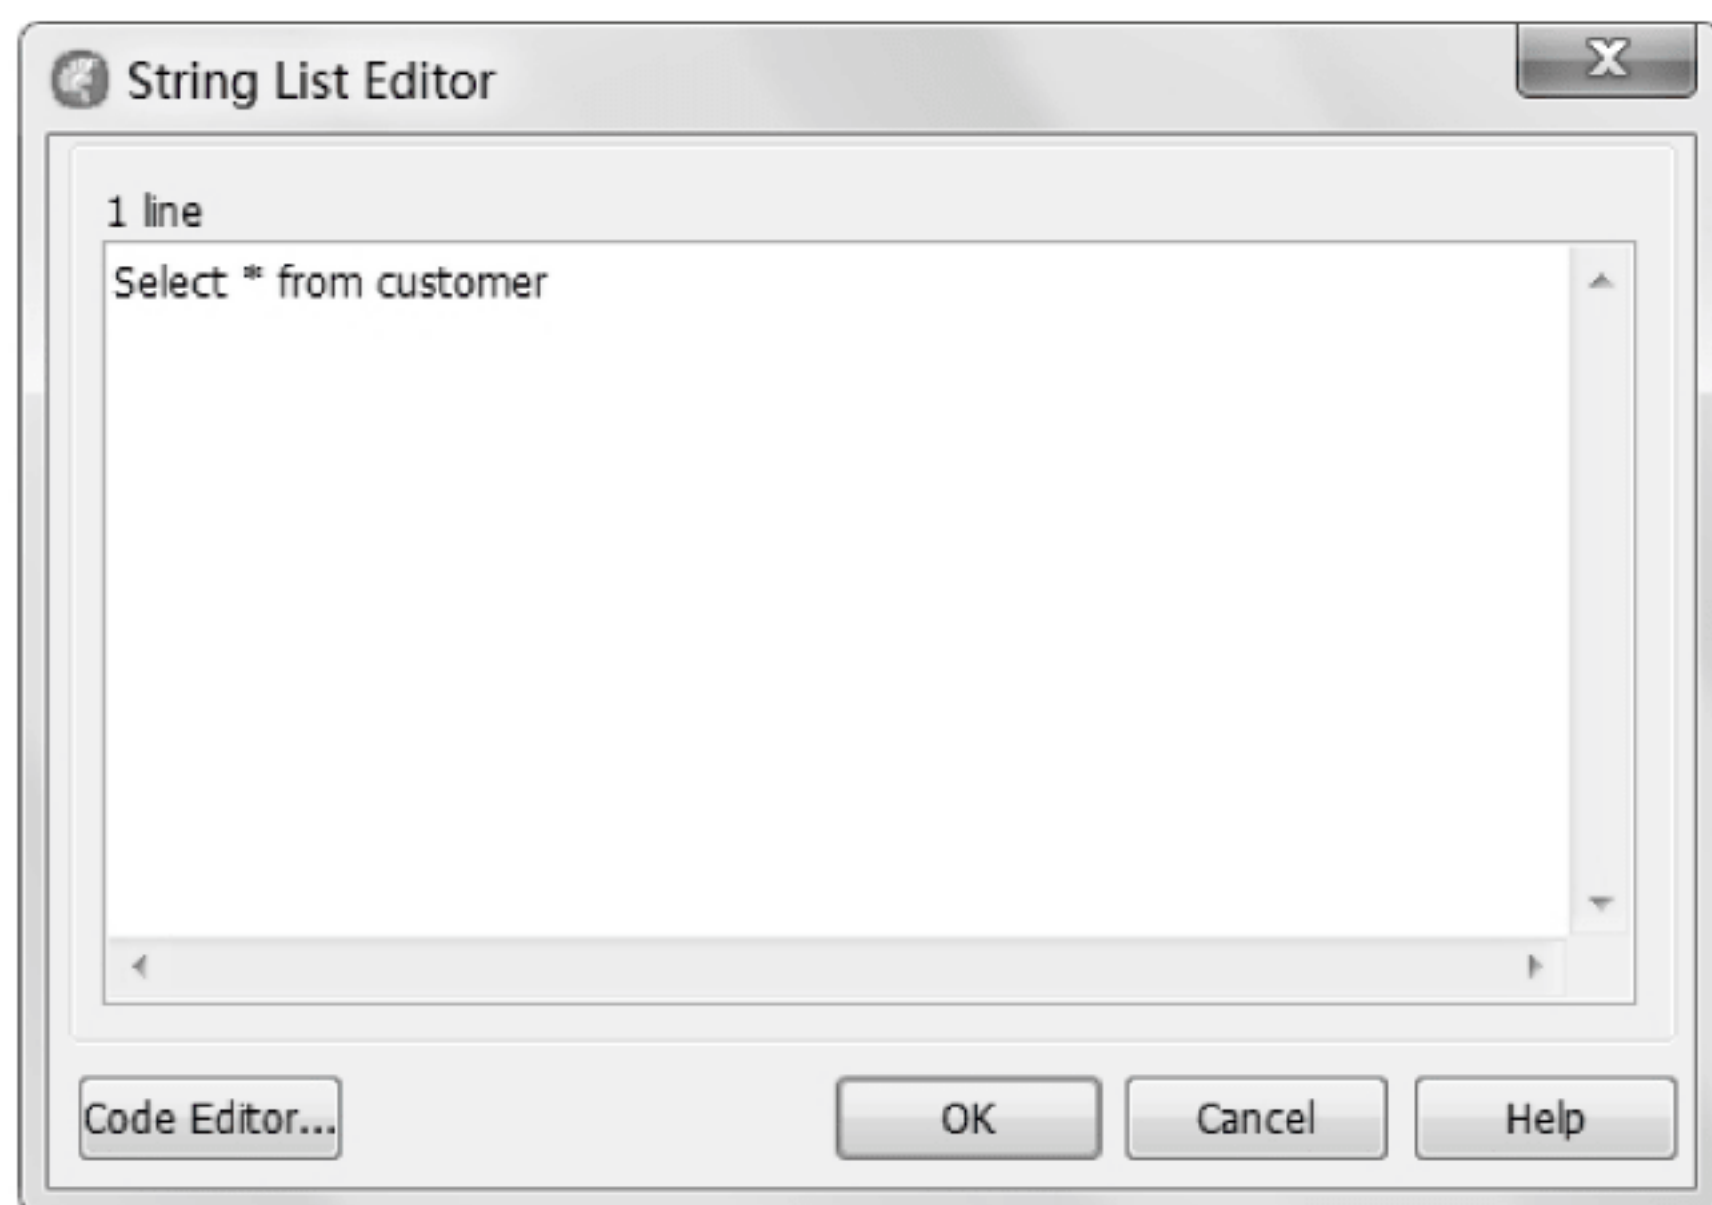 String List Editor
X
1 line
Select * from customer
Code Editor...
OK
Cancel
Help